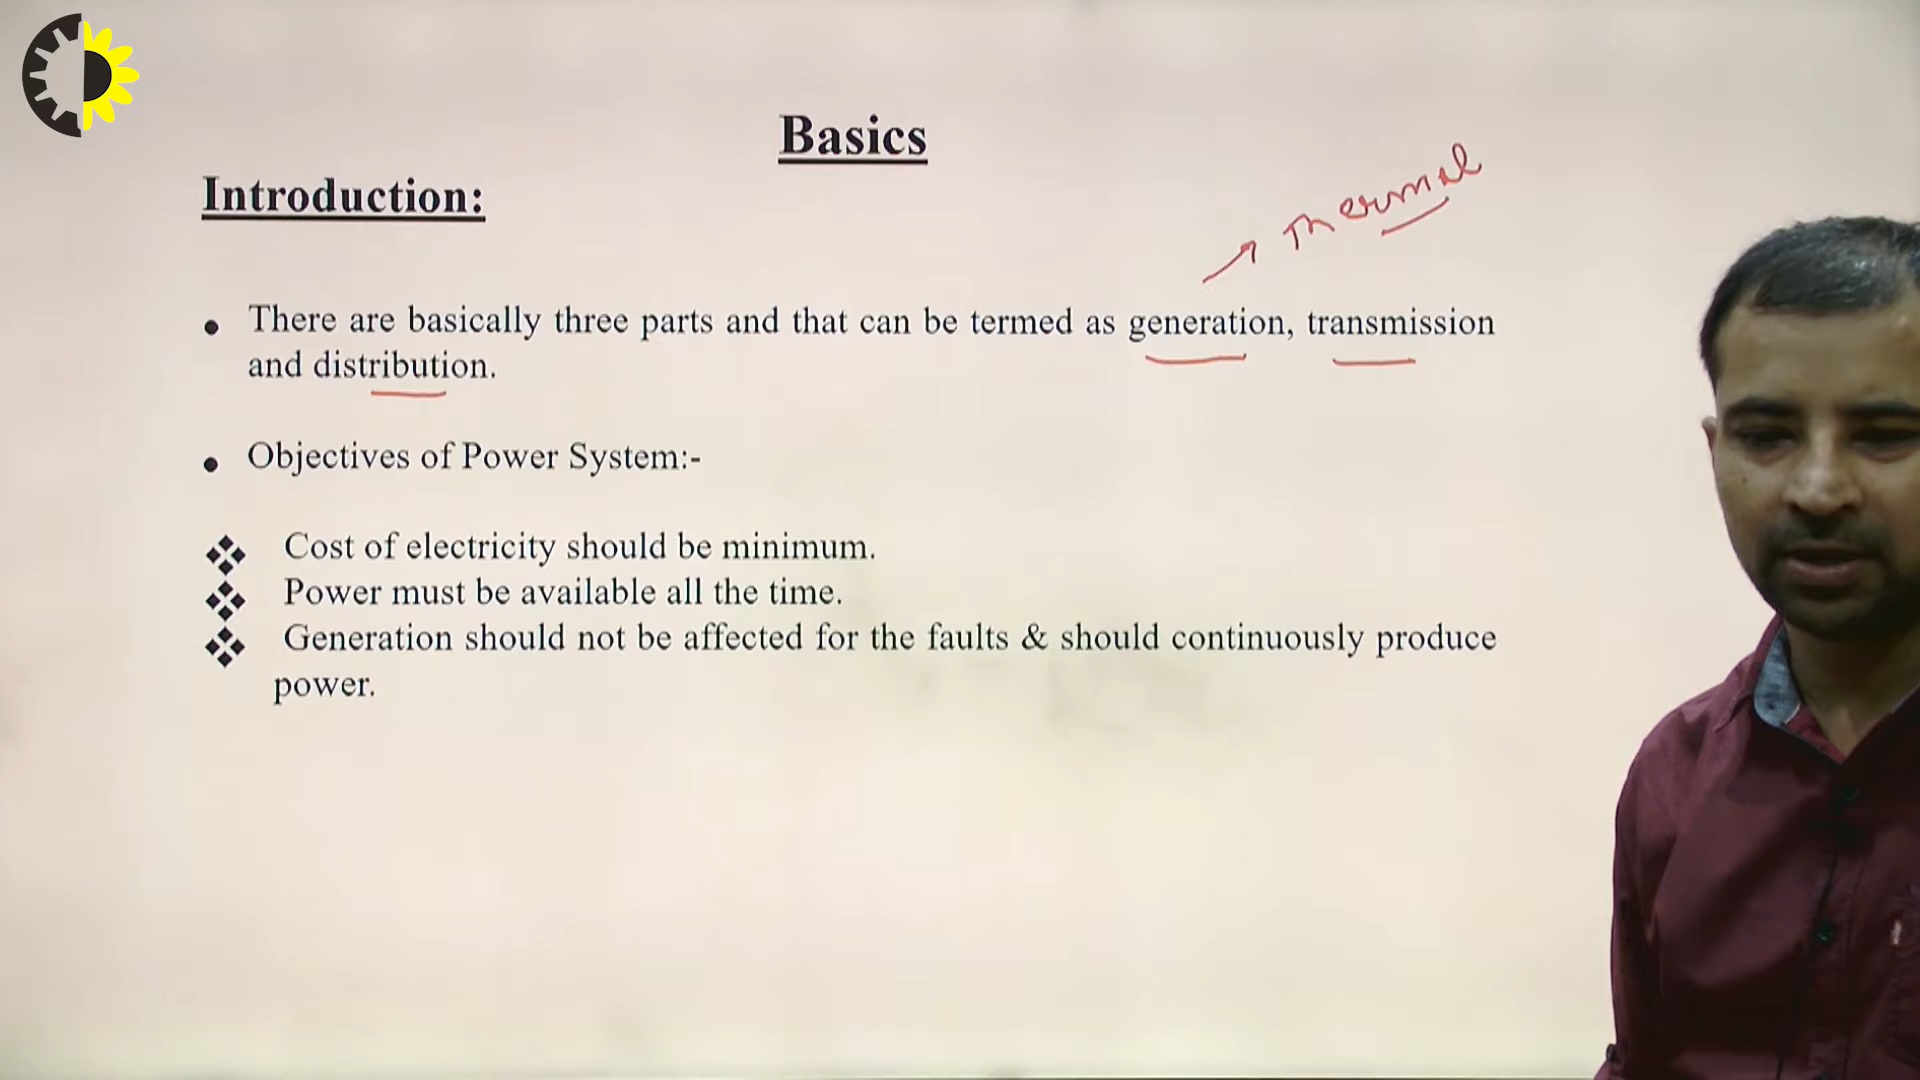 Basics
Introduction:
Thermal
• There are basically three parts and that can be termed as generation, transmission
and distribution.
• Objectives of Power System:-
❖ Cost of electricity should be minimum.
❖ Power must be available all the time.
❖ Generation should not be affected for the faults & should continuously produce
power.